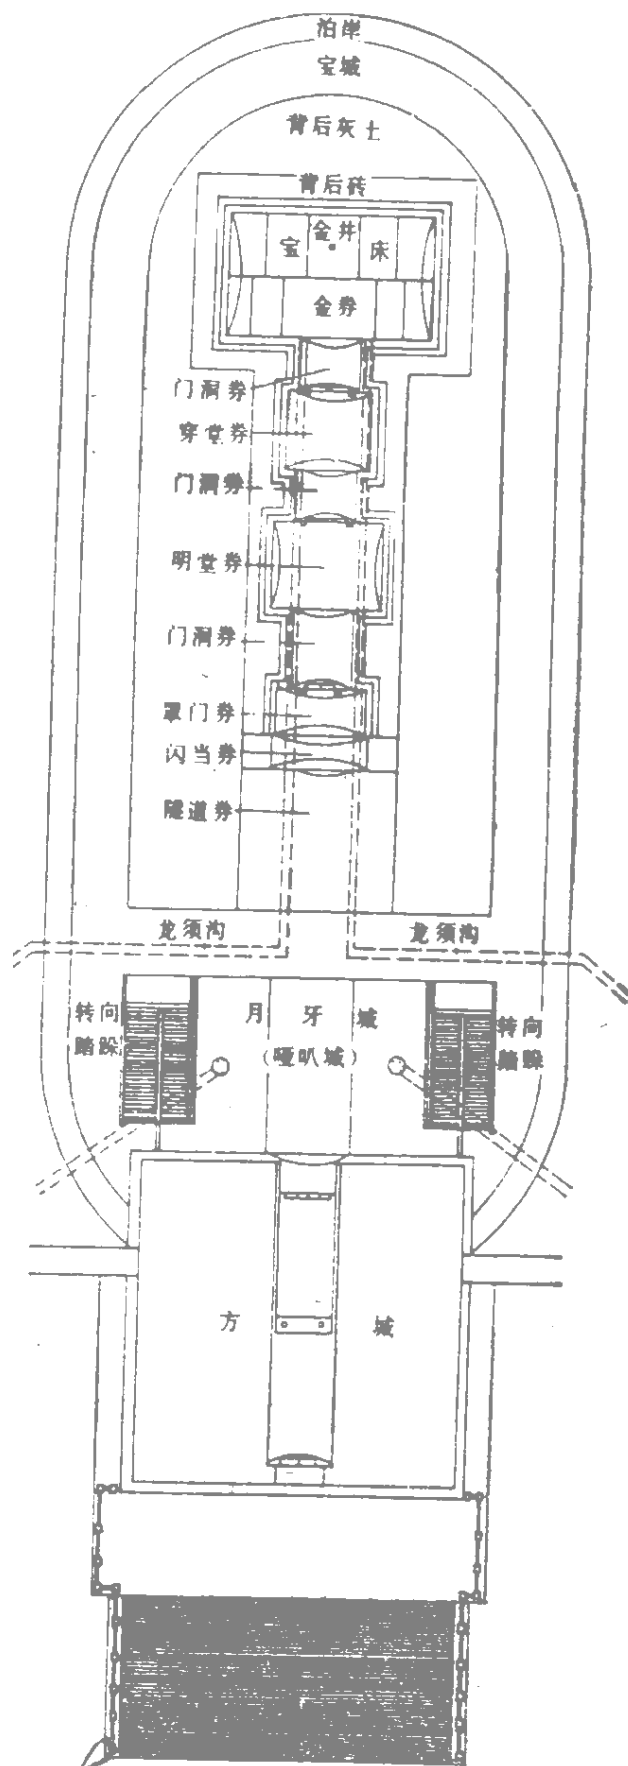 泊岸
宝城
背后灰土
背后砖
金井
宝 床
金券
门洞券
穿堂券
门洞券
明堂券
门洞券
罩门券
闪当券
隧道券
龙须沟 龙须沟
转向
踏跺
月牙城
(哑叭城)
转向
踏跺
方 城